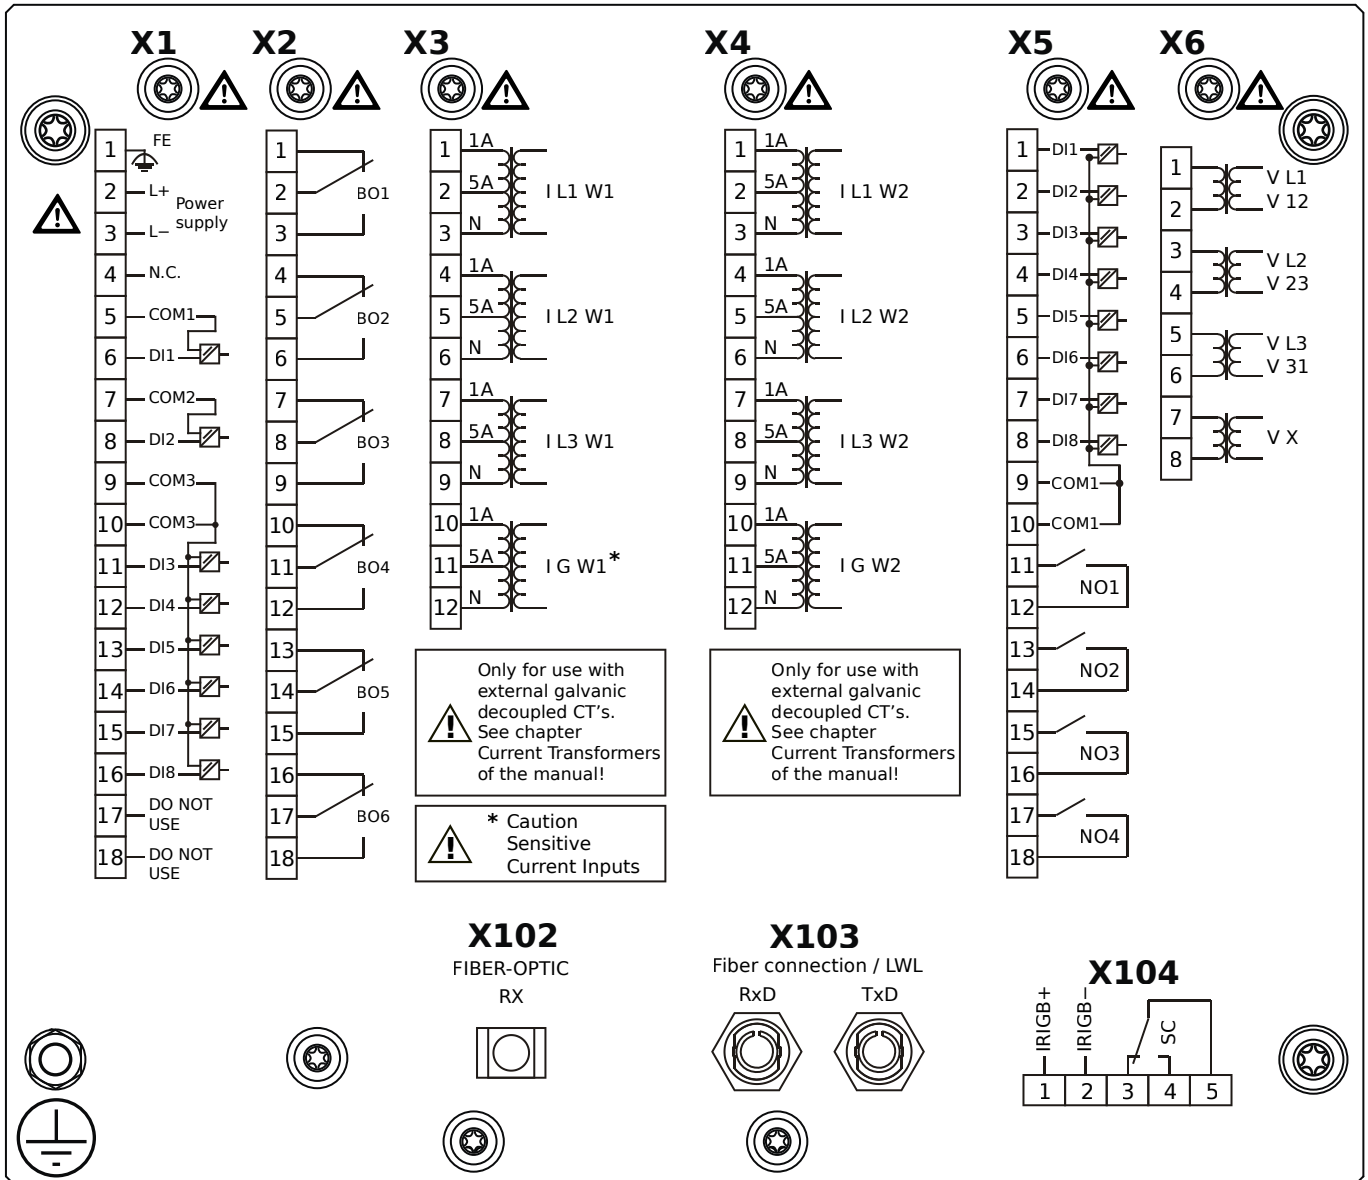 X1 X2 X3 X4 X5 X6
1 FE
2 L+ Power
supply
3 L−
4 N.C.
5 COM1
6 DI1
7 COM2
8 DI2
9 COM3
10 COM3
11 DI3
12 DI4
13 DI5
14 DI6
15 DI7
16 DI8
17 DO NOT
USE
18 DO NOT
USE
1
2 BO1
3
4
5 BO2
6
7
8 BO3
9
10
11 BO4
12
13
14 BO5
15
16
17 BO6
18
1 1A
2 5A I L1 W1
3 N
4 1A
5 5A I L2 W1
6 N
7 1A
8 5A I L3 W1
9 N
10 1A
11 5A I G W1*
12 N
Only for use with
external galvanic
decoupled CT's.
See chapter
Current Transformers
of the manual!
* Caution
Sensitive
Current Inputs
1 1A
2 5A I L1 W2
3 N
4 1A
5 5A I L2 W2
6 N
7 1A
8 5A I L3 W2
9 N
10 1A
11 5A I G W2
12 N
Only for use with
external galvanic
decoupled CT's.
See chapter
Current Transformers
of the manual!
1 DI1
2 DI2
3 DI3
4 DI4
5 DI5
6 DI6
7 DI7
8 DI8
9 COM1
10 COM1
11
NO1
12
13
NO2
14
15
NO3
16
17
NO4
18
1 V L1
2 V 12
3 V L2
4 V 23
5 V L3
6 V 31
7 V X
8
X102
FIBER-OPTIC
RX
X103
Fiber connection / LWL
RxD TxD
X104
IRIGB+ IRIGB− SC
1 2 3 4 5